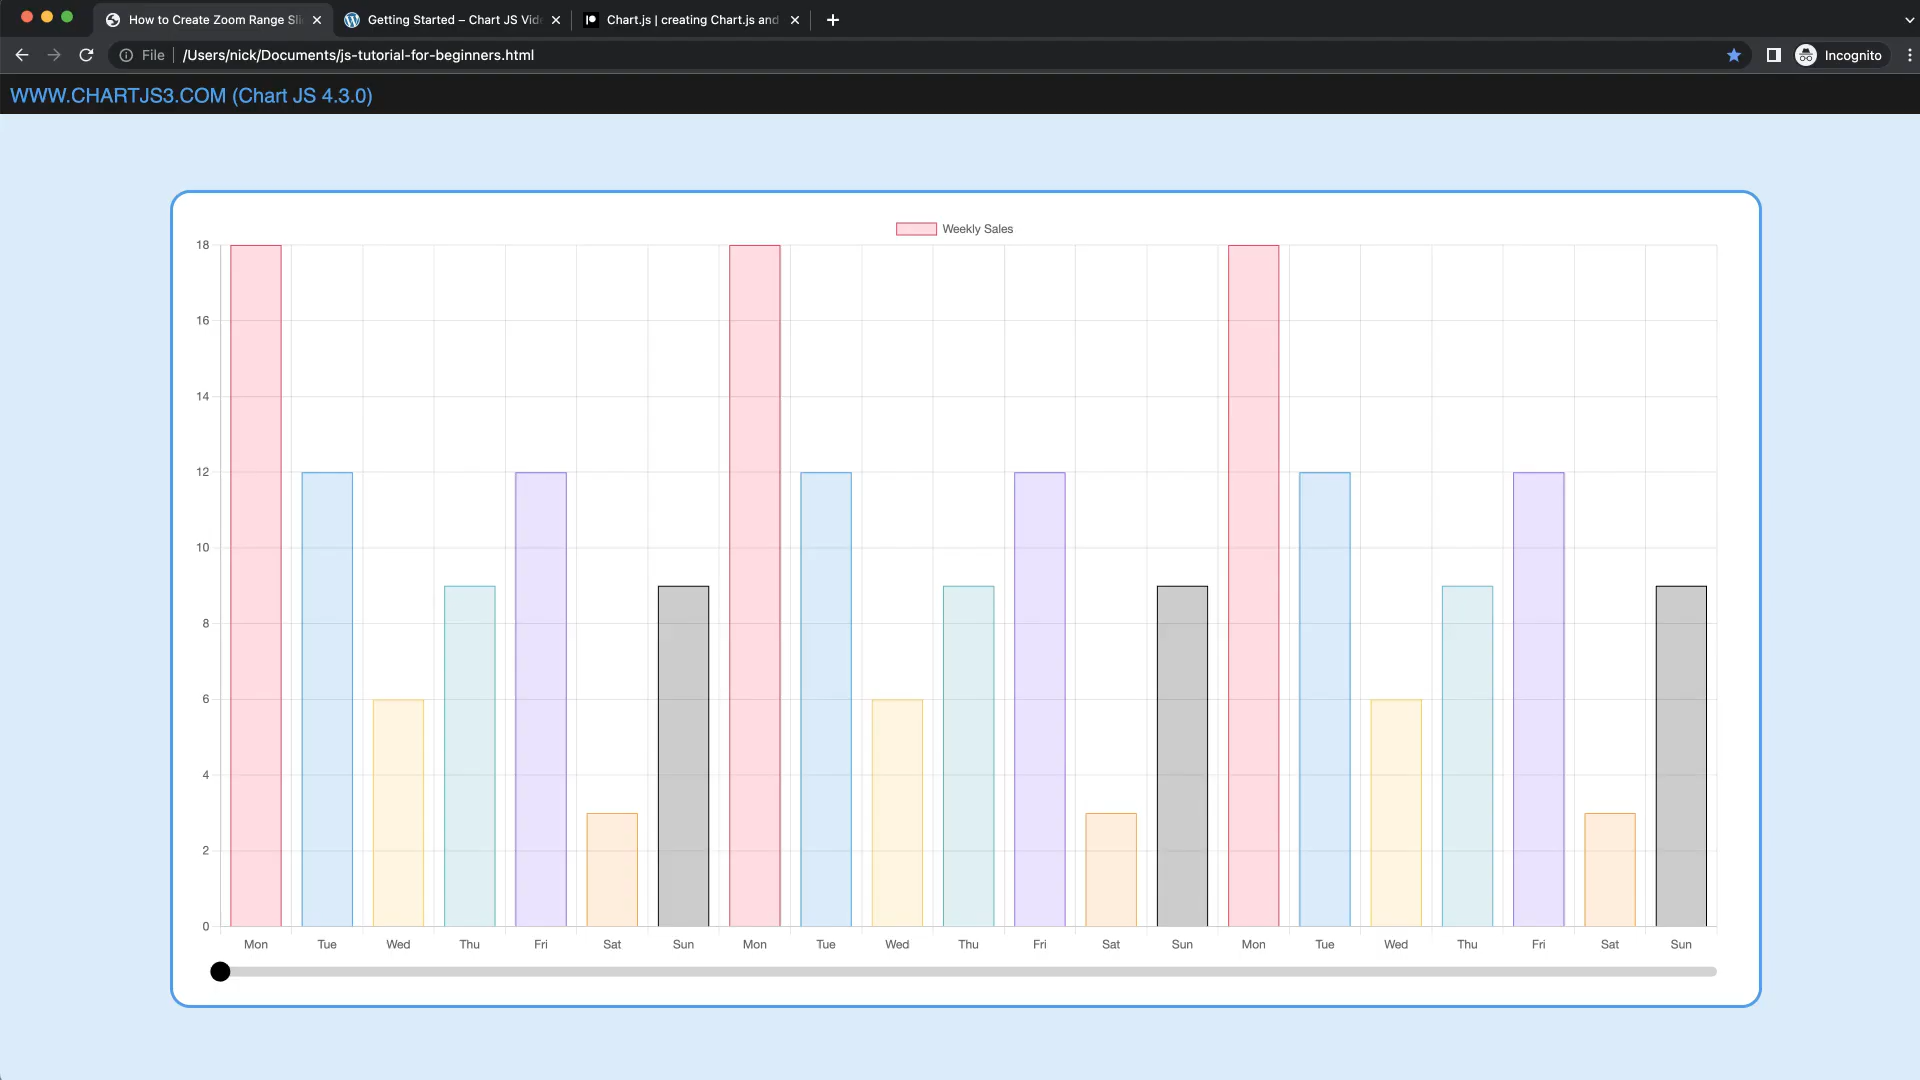 How to Create Zoom Range Sli
Getting Started – Chart JS Vid
Chart.js | creating Chart.js and
File
/Users/nick/Documents/js-tutorial-for-beginners.html
Incognito
WWW.CHARTJS3.COM (Chart JS 4.3.0)
Weekly Sales
18
16
14
12
10
8
6
4
2
0
Mon Tue Wed Thu Fri Sat Sun Mon Tue Wed Thu Fri Sat Sun Mon Tue Wed Thu Fri Sat Sun